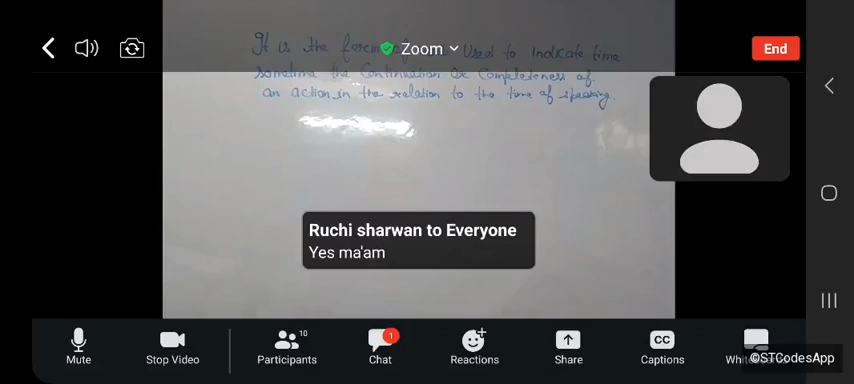 Zoom
End
It is the form of Used to indicate time
sometime the Continuation Or Completeness of
an action in the relation to the time of speaking.
Ruchi sharwan to Everyone
Yes ma'am
10
1
CC
Mute
Stop Video
Participants
Chat
Reactions
Share
Captions
©STCodesApp